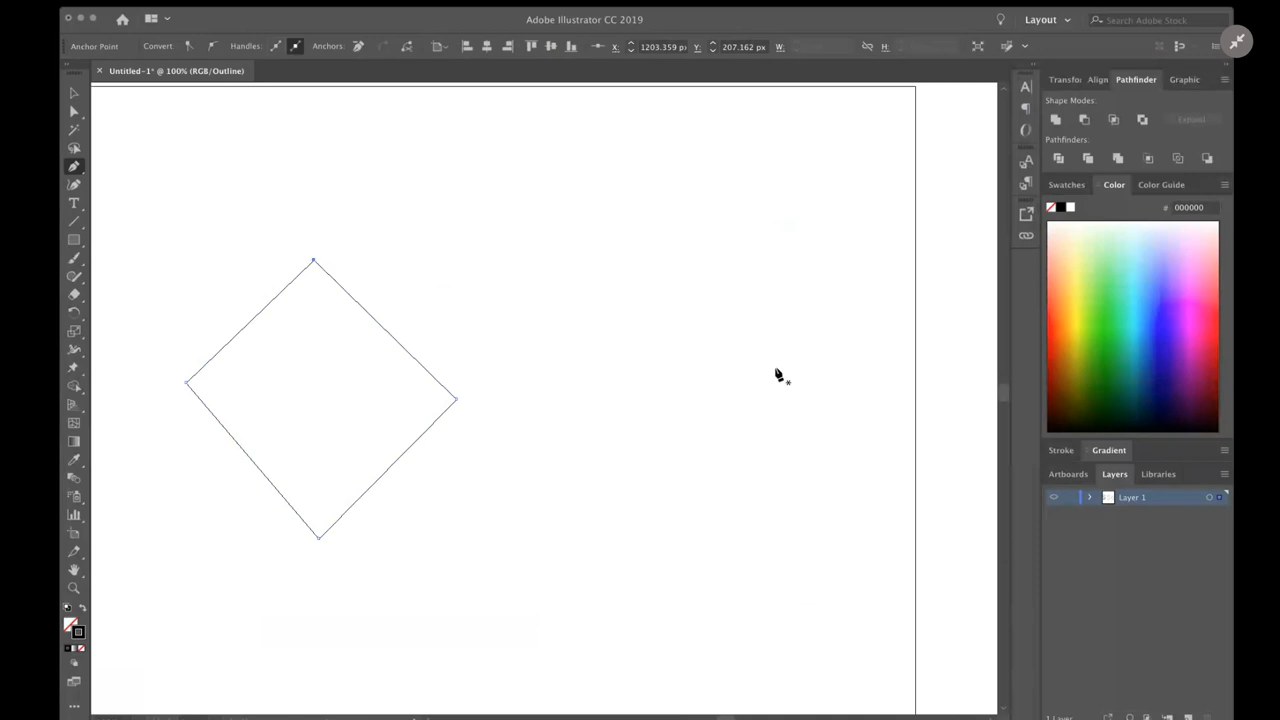 Adobe Illustrator CC 2019
Layout
Search Adobe Stock
Anchor Point Convert Handles: Anchors: X: 1203.359 px Y: 207.162 px W: H:
× Untitled-1* @ 100% (RGB/Outline)
Transfo Align Pathfinder Graphic
Shape Modes:
Expand
Pathfinders:
Swatches Color Color Guide
# 000000
Stroke Gradient
Artboards Layers Libraries
Layer 1
1 Layer